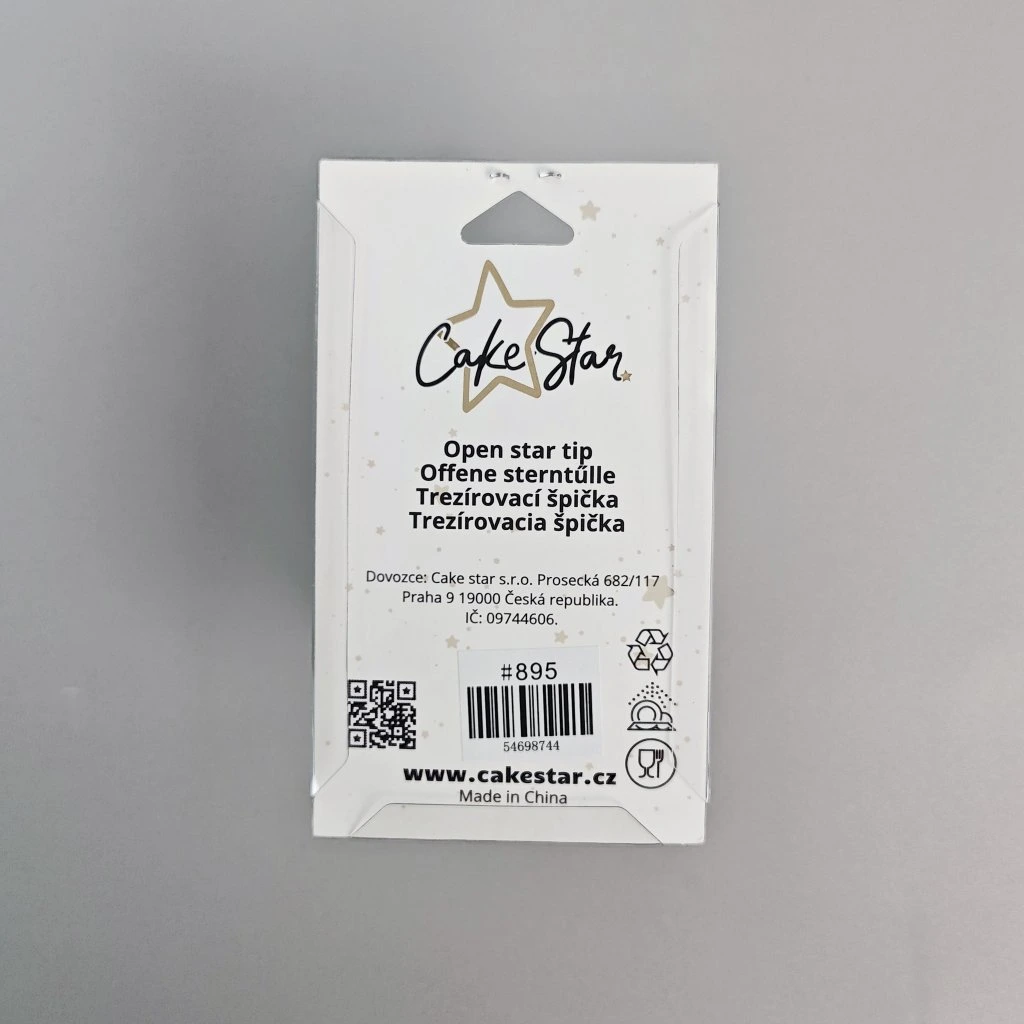 Cake Star
Open star tip
Offene sterntűlle
Trezírovací špička
Trezírovacia špička
Dovozce: Cake star s.r.o. Prosecká 682/117
Praha 9 19000 Česká republika.
IČ: 09744606.
#895
54698744
www.cakestar.cz
Made in China